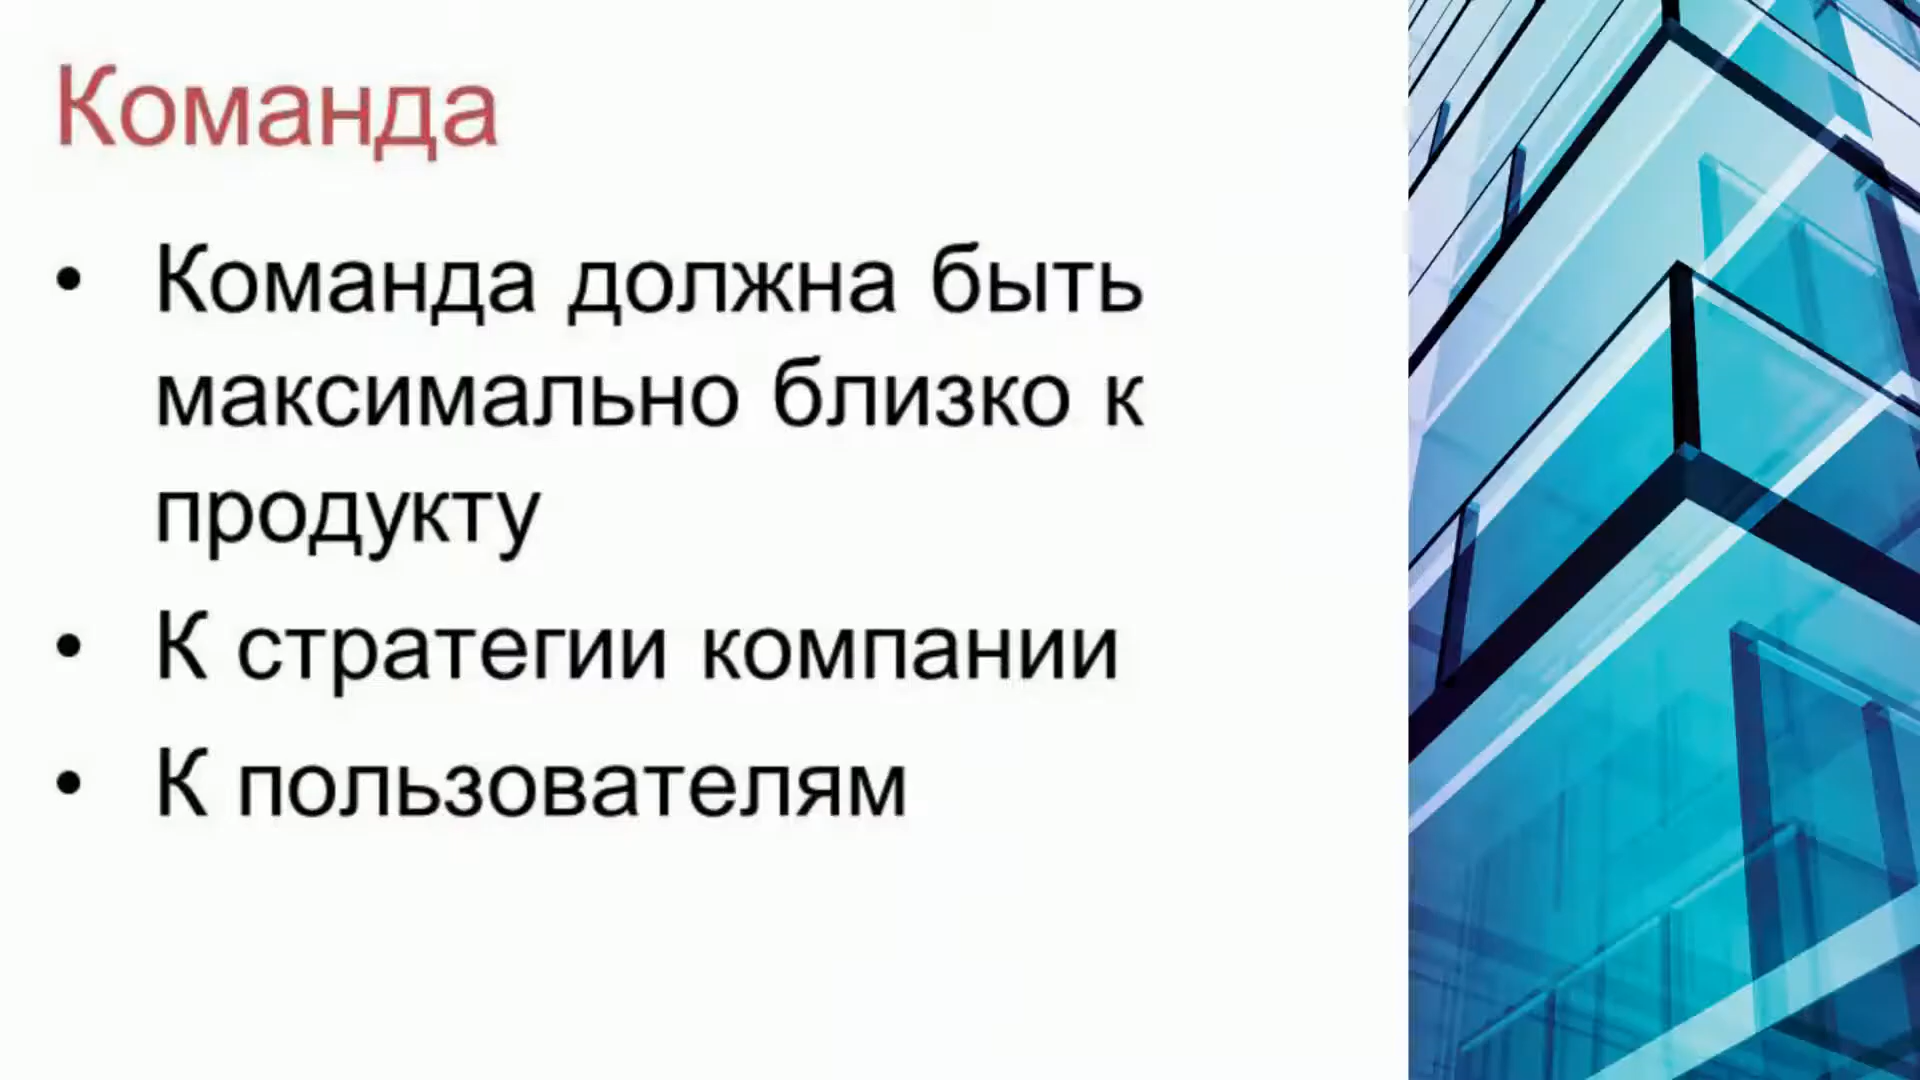 Команда
• Команда должна быть
максимально близко к
продукту
• К стратегии компании
• К пользователям